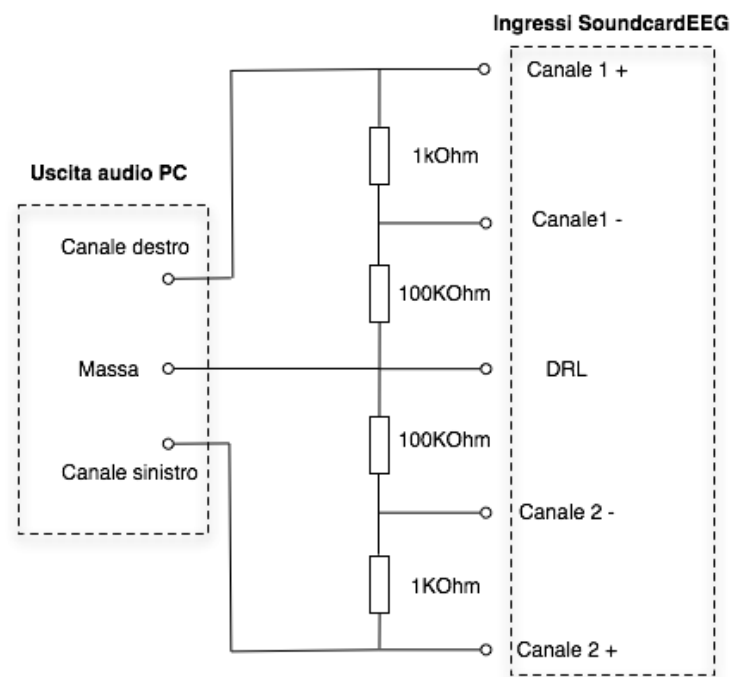 Ingressi SoundcardEEG
Canale 1 +
1kOhm
Uscita audio PC
Canale1 -
Canale destro
100KOhm
Massa
DRL
100KOhm
Canale sinistro
Canale 2 -
1KOhm
Canale 2 +